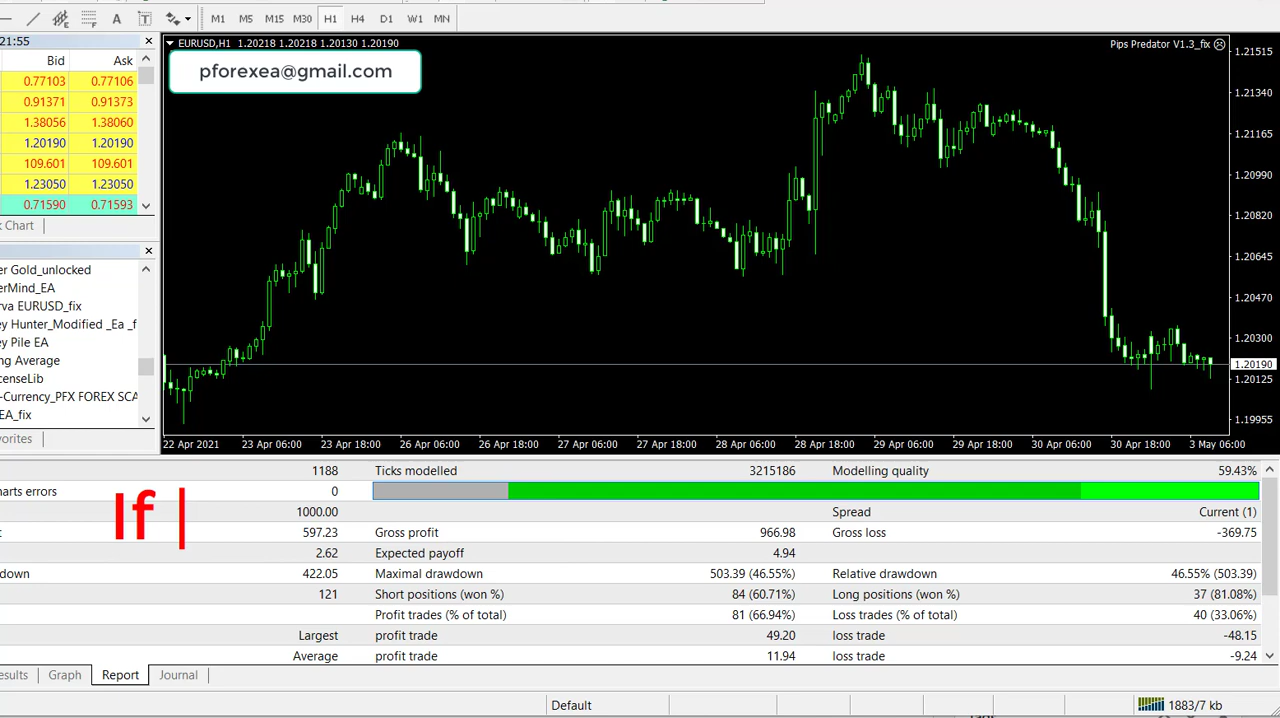 M1 M5 M15 M30 H1 H4 D1 W1 MN
21:55
EURUSD,H1 1.20218 1.20218 1.20130 1.20190
Pips Predator V1.3_fix
pforexea@gmail.com
Bid Ask
0.77103 0.77106
0.91371 0.91373
1.38056 1.38060
1.20190 1.20190
109.601 109.601
1.23050 1.23050
0.71590 0.71593
k Chart
er Gold_unlocked
erMind_EA
rva EURUSD_fix
ey Hunter_Modified _Ea _f
ey Pile EA
ng Average
censeLib
-Currency_PFX FOREX SCA
EA_fix
vorites
1.21515
1.21340
1.21165
1.20990
1.20820
1.20645
1.20470
1.20300
1.20190
1.20125
1.19955
22 Apr 2021 23 Apr 06:00 23 Apr 18:00 26 Apr 06:00 26 Apr 18:00 27 Apr 06:00 27 Apr 18:00 28 Apr 06:00 28 Apr 18:00 29 Apr 06:00 29 Apr 18:00 30 Apr 06:00 30 Apr 18:00 3 May 06:00
1188 Ticks modelled 3215186 Modelling quality 59.43%
harts errors 0
If |
1000.00 Spread Current (1)
t 597.23 Gross profit 966.98 Gross loss -369.75
2.62 Expected payoff 4.94
down 422.05 Maximal drawdown 503.39 (46.55%) Relative drawdown 46.55% (503.39)
121 Short positions (won %) 84 (60.71%) Long positions (won %) 37 (81.08%)
Profit trades (% of total) 81 (66.94%) Loss trades (% of total) 40 (33.06%)
Largest profit trade 49.20 loss trade -48.15
Average profit trade 11.94 loss trade -9.24
esults Graph Report Journal
Default 1883/7 kb